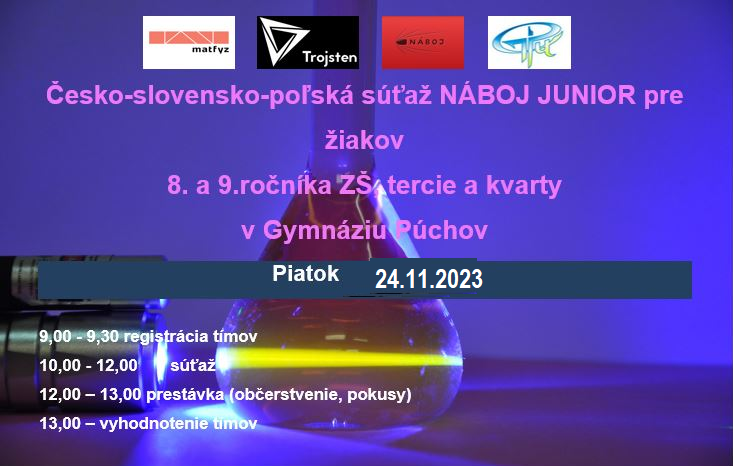 matfyz
Trojsten
NÁBOJ
Česko-slovensko-poľská súťaž NÁBOJ JUNIOR pre
žiakov
8. a 9.ročníka ZŠ, tercie a kvarty
v Gymnáziu Púchov
Piatok 24.11.2023
9,00 - 9,30 registrácia tímov
10,00 - 12,00 súťaž
12,00 – 13,00 prestávka (občerstvenie, pokusy)
13,00 – vyhodnotenie tímov